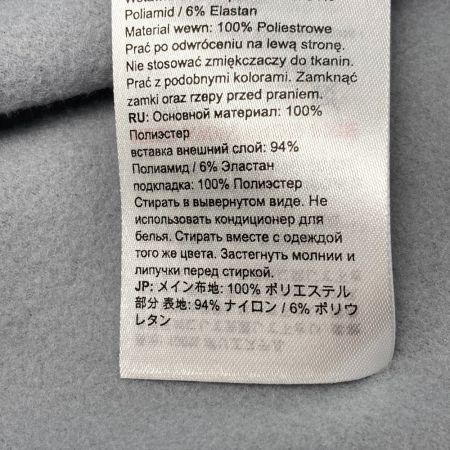 Poliamid / 6% Elastan
Materiał wewn: 100% Poliestrowe
Prać po odwróceniu na lewą stronę.
Nie stosować zmiękczaczy do tkanin.
Prać z podobnymi kolorami. Zamknąć
zamki oraz rzepy przed praniem.
RU: Основной материал: 100%
Полиэстер
вставка внешний слой: 94%
Полиамид / 6% Эластан
подкладка: 100% Полиэстер
Стирать в вывернутом виде. Не
использовать кондиционер для
белья. Стирать вместе с одеждой
того же цвета. Застегнуть молнии и
липучки перед стиркой.
JP: メイン布地: 100% ポリエステル
部分 表地: 94% ナイロン / 6% ポリウ
レタン